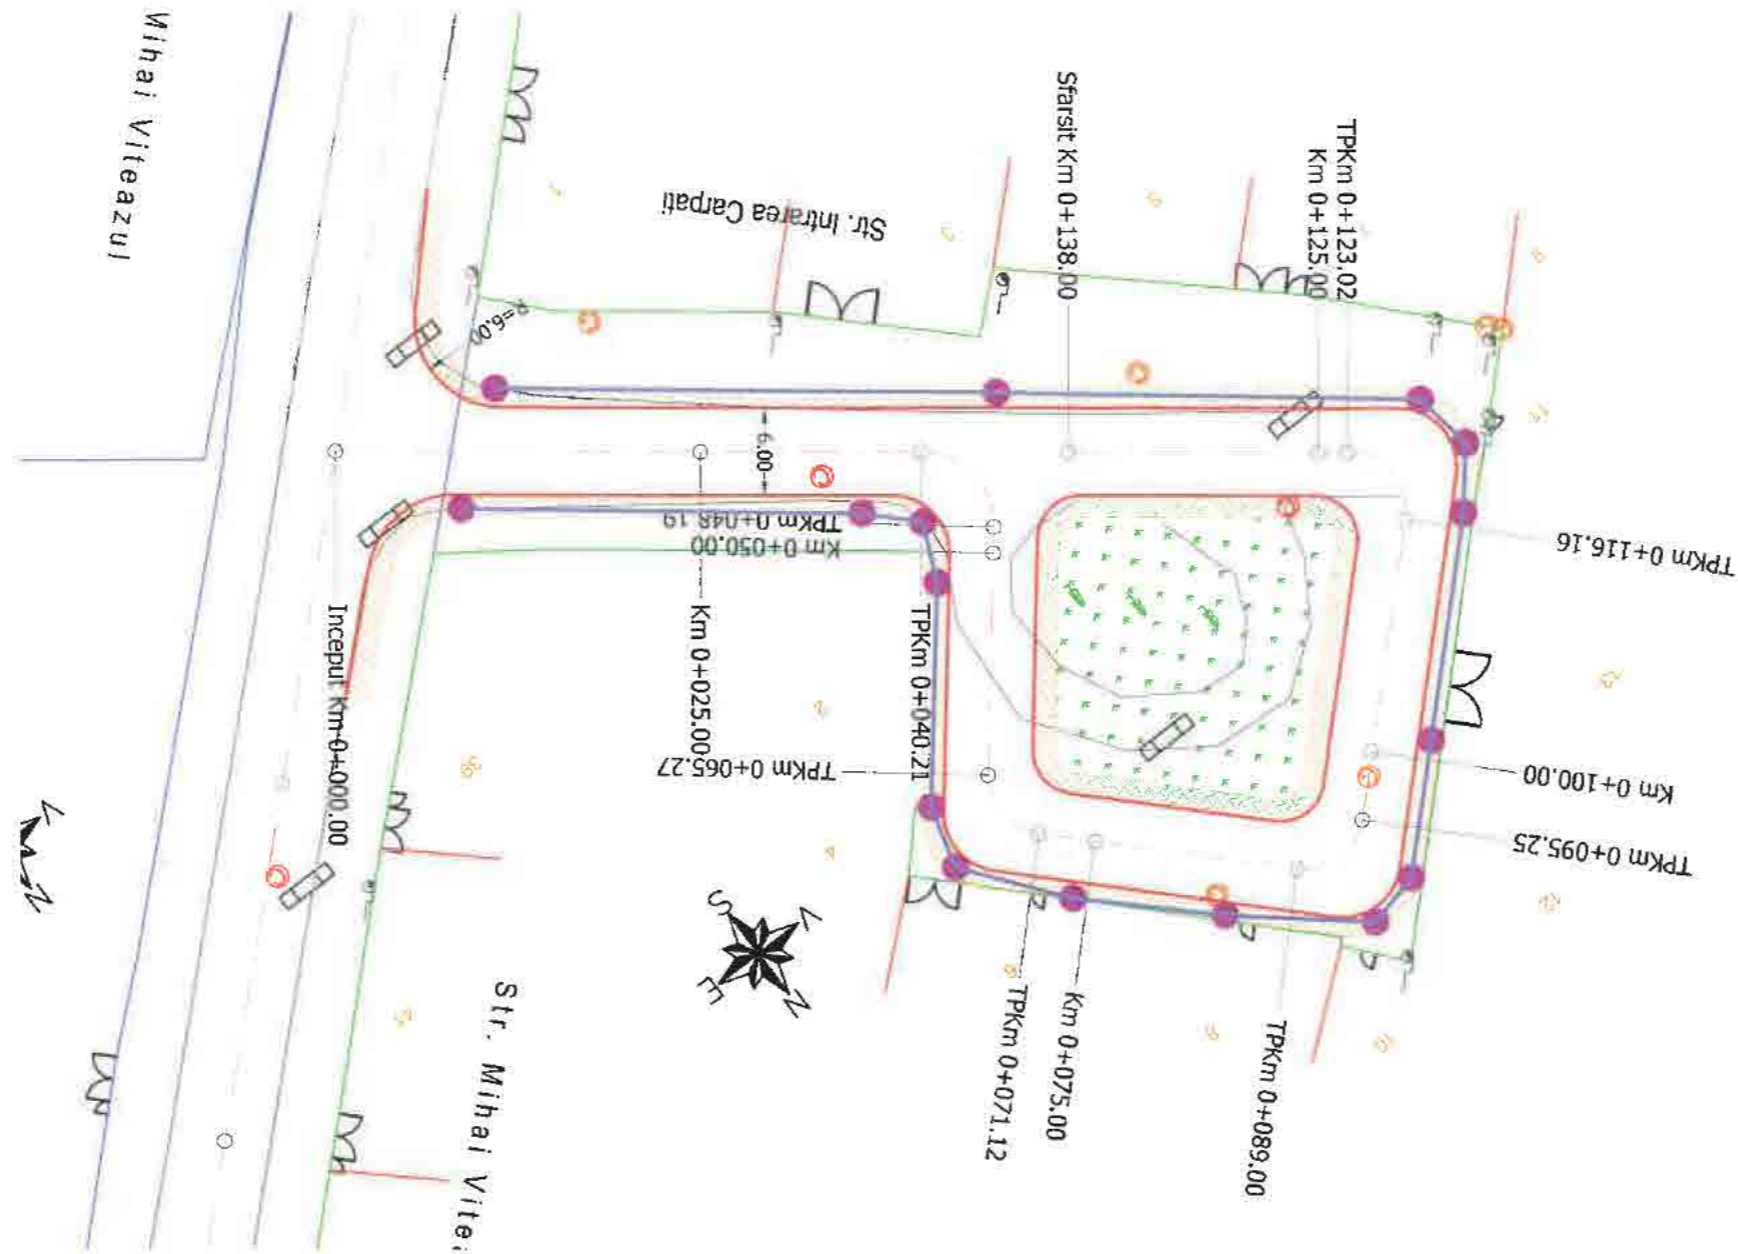 Mihai Viteazul
Str. Intrarea Carpati
Sfarsit Km 0+138.00
TPKm 0+123.02
Km 0+125.00
R=6.00
6.00
TPKm 0+048.19
Km 0+050.00
TPKm 0+116.16
Inceput Km 0+000.00
Km 0+025.00
TPKm 0+040.21
TPKm 0+065.27
Km 0+100.00
TPKm 0+095.25
S
V
E
N
V
N
TPKm 0+071.12
Km 0+075.00
TPKm 0+089.00
Str. Mihai Vitea